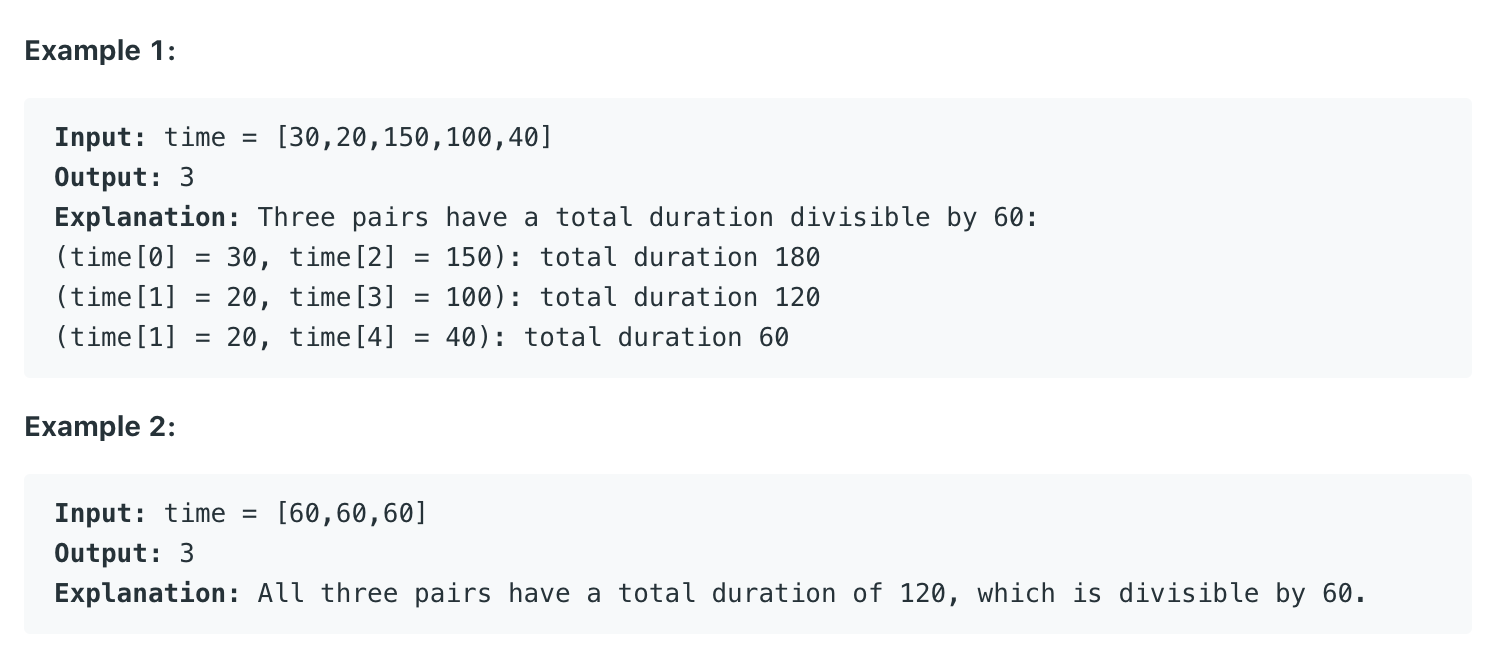 Example 1:
Input: time = [30,20,150,100,40]
Output: 3
Explanation: Three pairs have a total duration divisible by 60:
(time[0] = 30, time[2] = 150): total duration 180
(time[1] = 20, time[3] = 100): total duration 120
(time[1] = 20, time[4] = 40): total duration 60
Example 2:
Input: time = [60,60,60]
Output: 3
Explanation: All three pairs have a total duration of 120, which is divisible by 60.